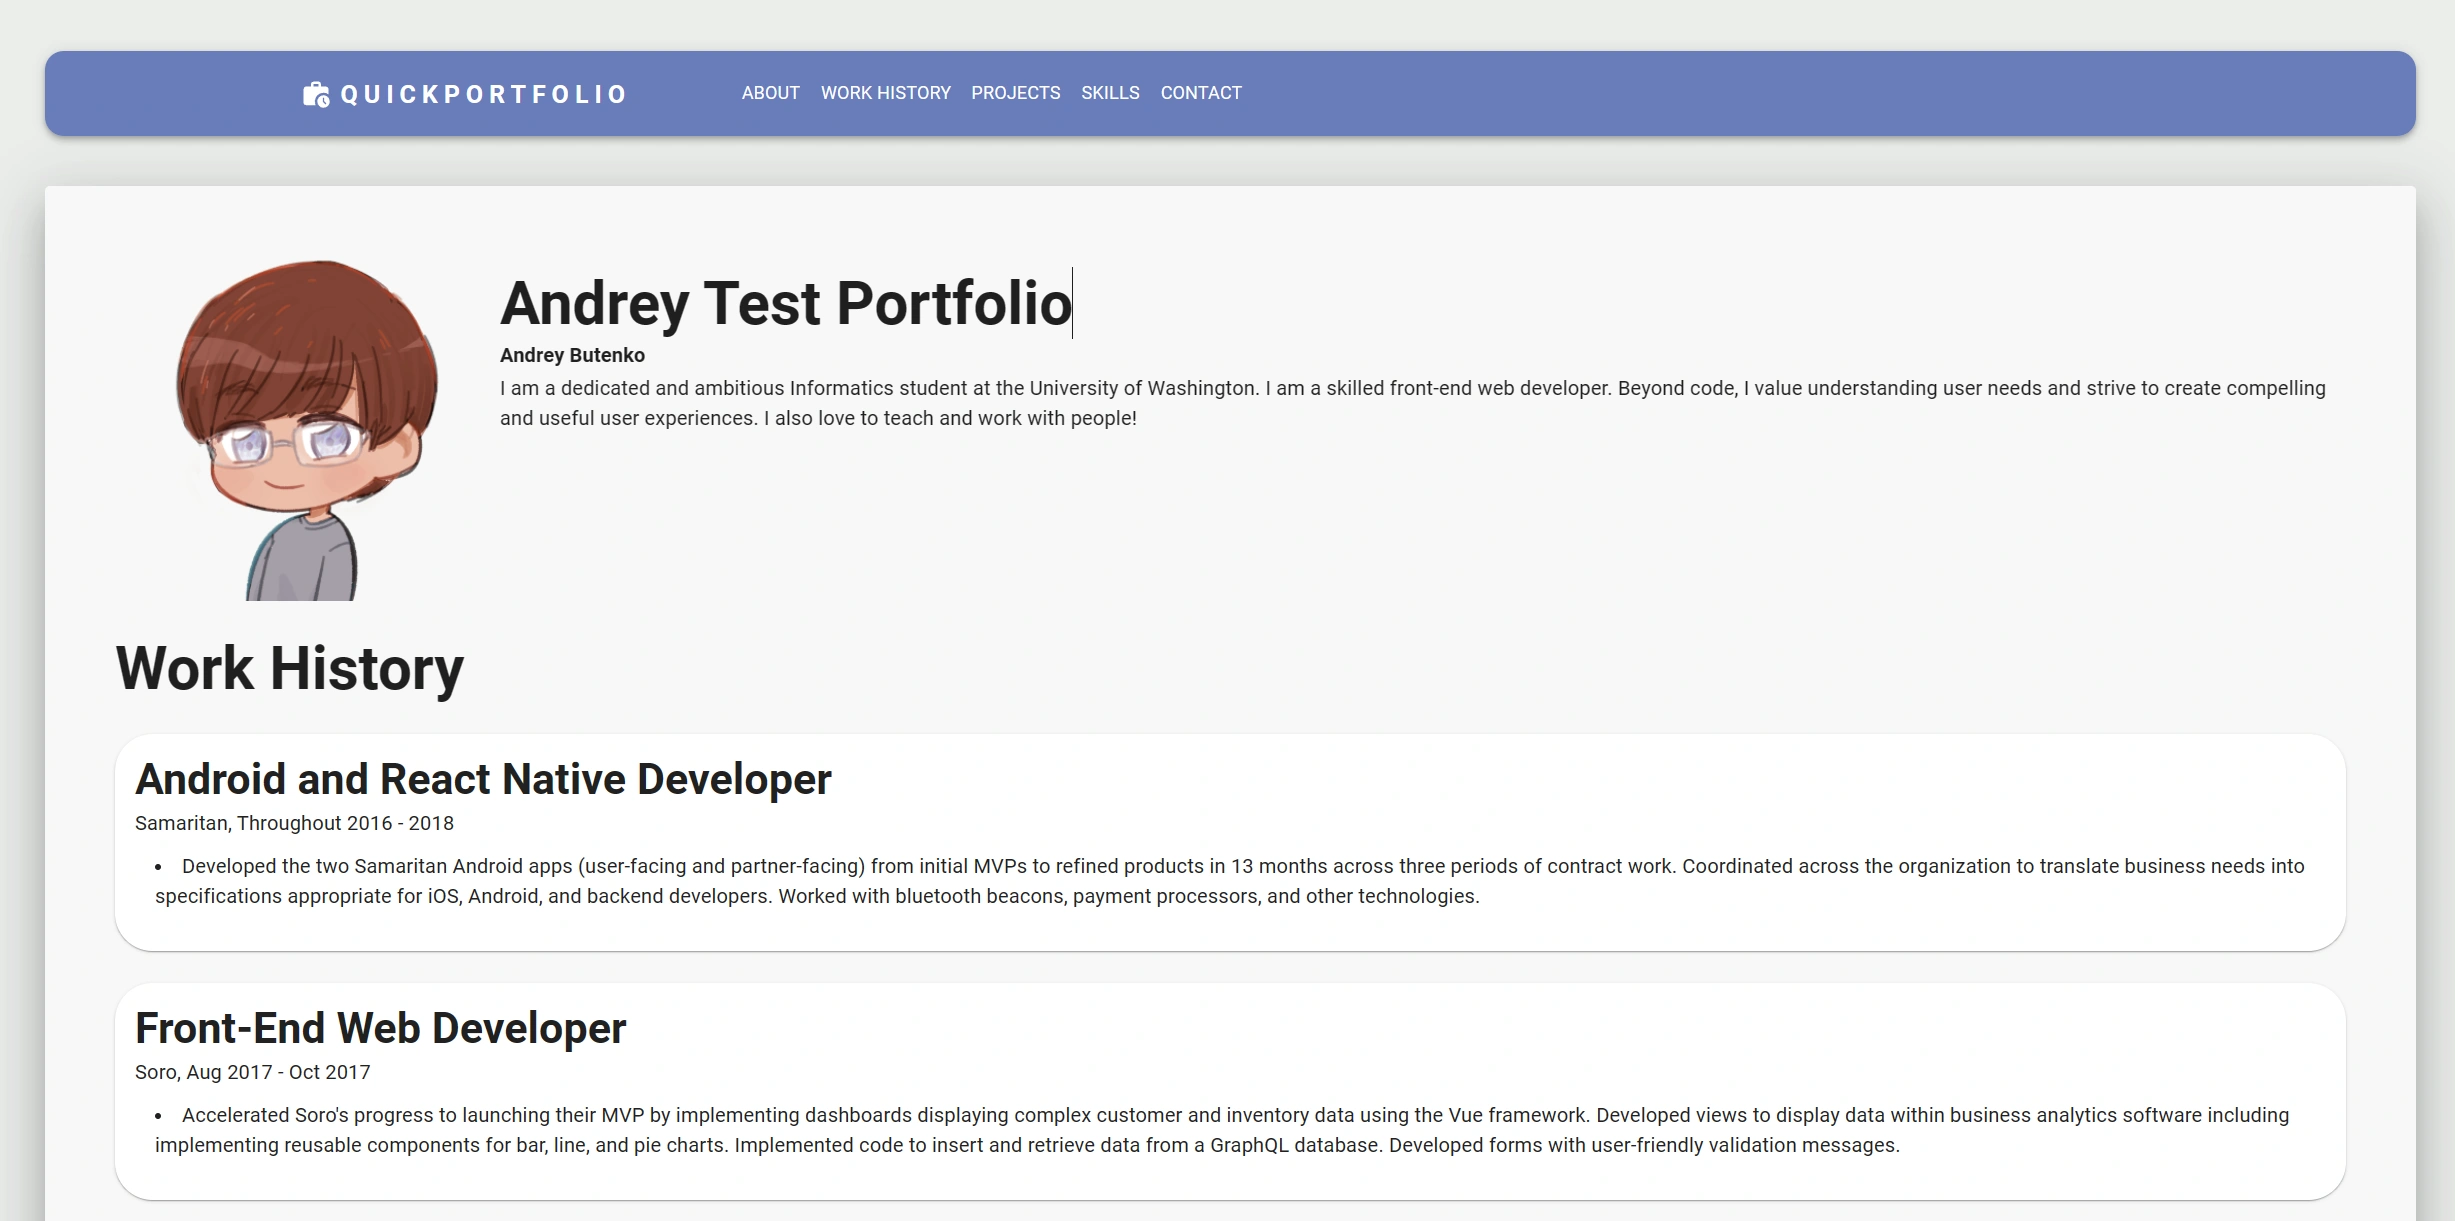 QUICKPORTFOLIO
ABOUT WORK HISTORY PROJECTS SKILLS CONTACT
Andrey Test Portfolio
Andrey Butenko
I am a dedicated and ambitious Informatics student at the University of Washington. I am a skilled front-end web developer. Beyond code, I value understanding user needs and strive to create compelling
and useful user experiences. I also love to teach and work with people!
Work History
Android and React Native Developer
Samaritan, Throughout 2016 - 2018
• Developed the two Samaritan Android apps (user-facing and partner-facing) from initial MVPs to refined products in 13 months across three periods of contract work. Coordinated across the organization to translate business needs into
specifications appropriate for iOS, Android, and backend developers. Worked with bluetooth beacons, payment processors, and other technologies.
Front-End Web Developer
Soro, Aug 2017 - Oct 2017
• Accelerated Soro's progress to launching their MVP by implementing dashboards displaying complex customer and inventory data using the Vue framework. Developed views to display data within business analytics software including
implementing reusable components for bar, line, and pie charts. Implemented code to insert and retrieve data from a GraphQL database. Developed forms with user-friendly validation messages.